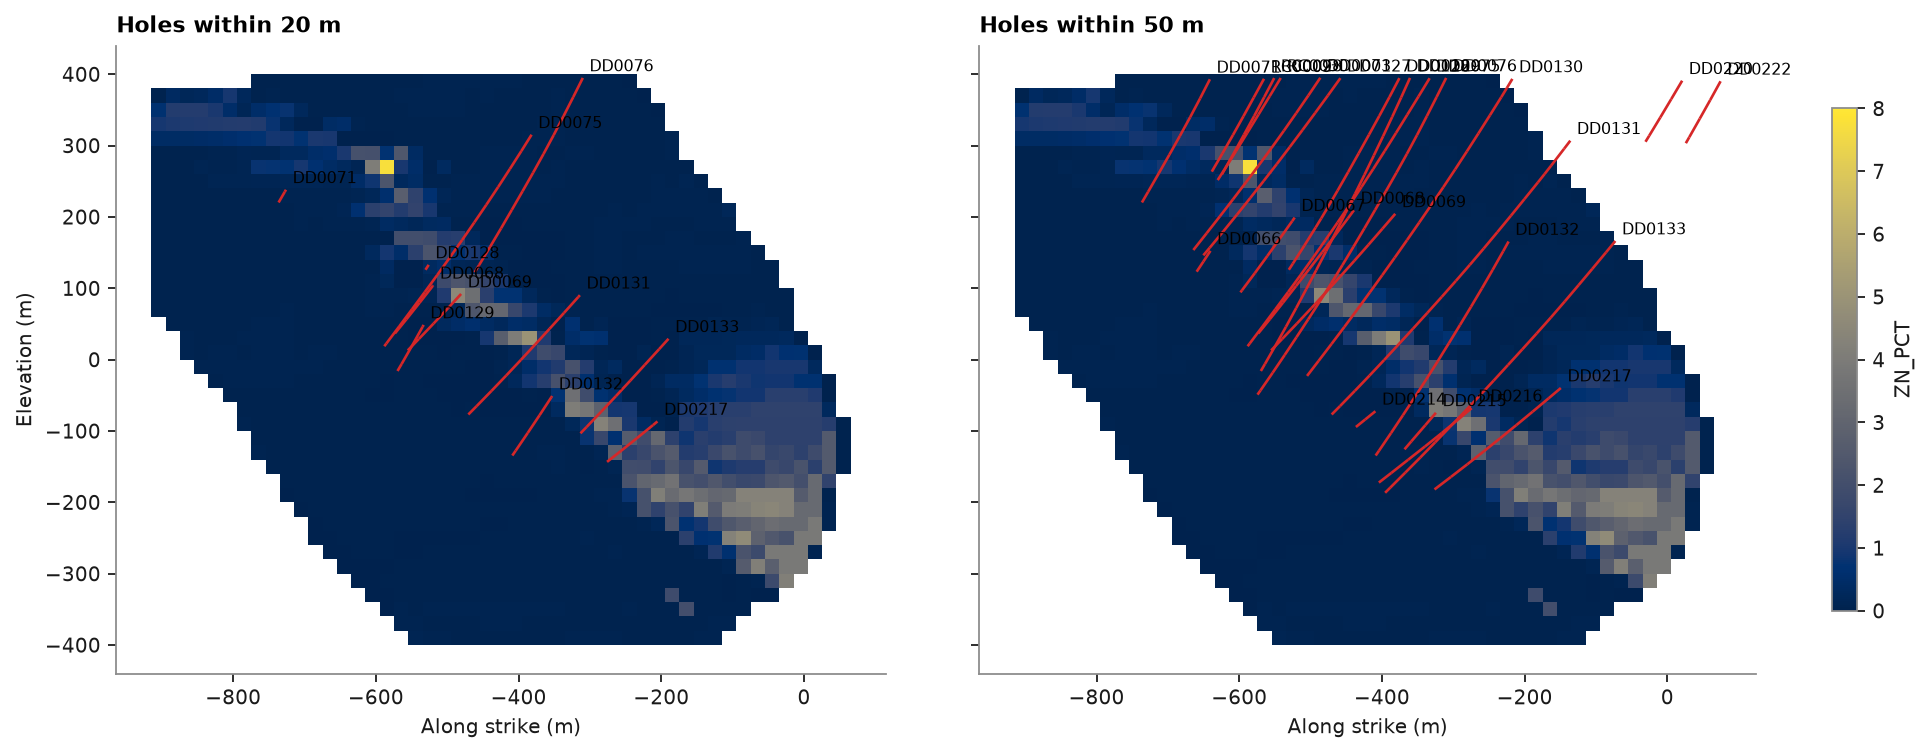 Holes within 20 m
Holes within 50 m
DD0076
DD0075
DD0071
DD0128
DD0068
DD0069
DD0129
DD0131
DD0133
DD0132
DD0217
Elevation (m)
400
300
200
100
0
−100
−200
−300
−400
−800
−600
−400
−200
0
Along strike (m)
DD0071
DD0076
DD0130
DD0222
DD0131
DD0067
DD0068
DD0069
DD0066
DD0132
DD0133
DD0217
DD0214
DD0216
−800
−600
−400
−200
0
Along strike (m)
8
7
6
5
4
3
2
1
0
ZN_PCT